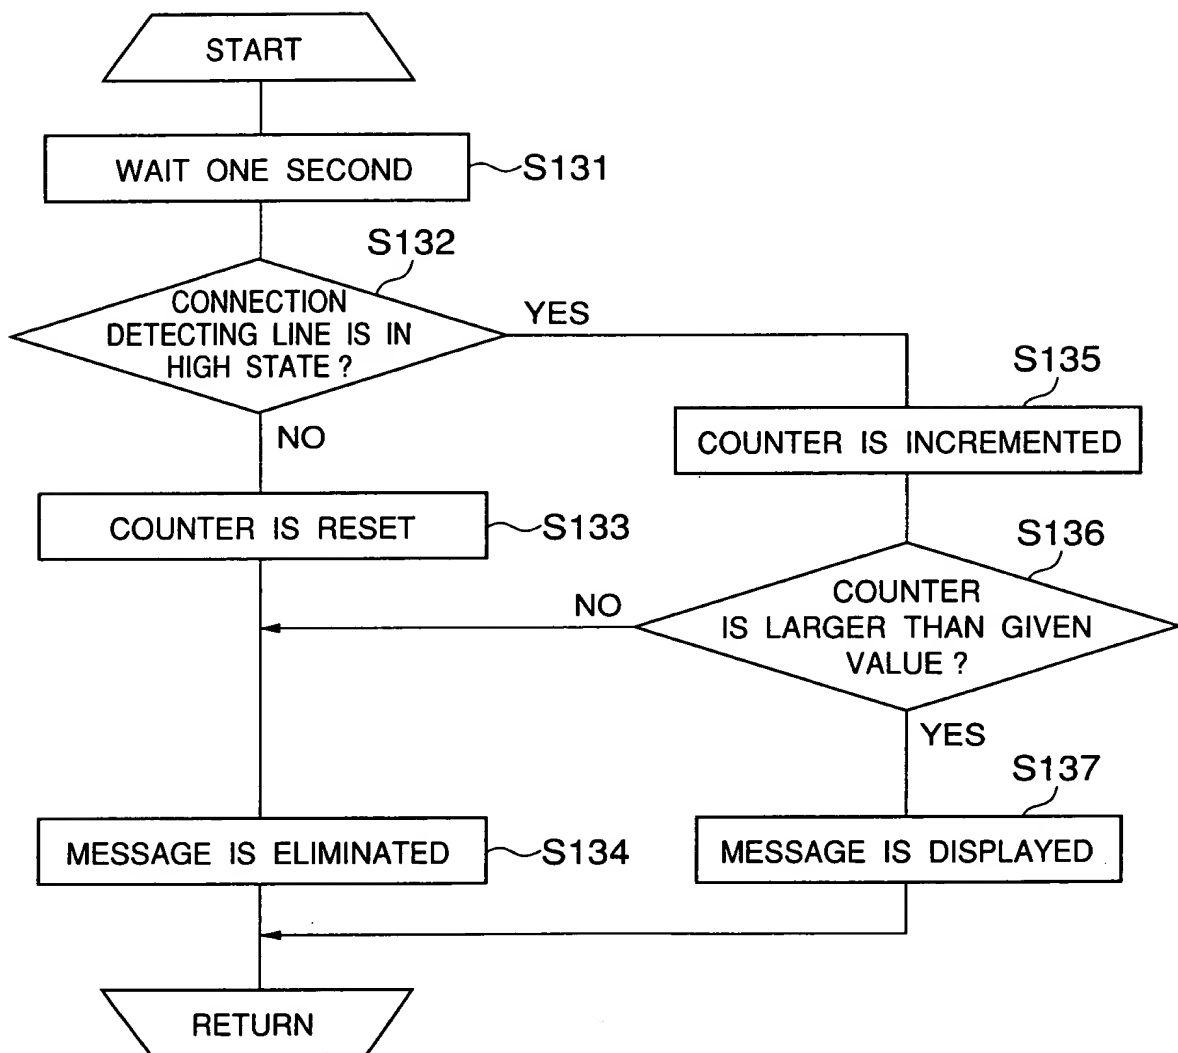 START
WAIT ONE SECOND
S131
S132
CONNECTION
DETECTING LINE IS IN
HIGH STATE ?
YES
NO
S135
COUNTER IS INCREMENTED
COUNTER IS RESET
S133
S136
COUNTER
IS LARGER THAN GIVEN
VALUE ?
NO
YES
S137
MESSAGE IS ELIMINATED
S134
MESSAGE IS DISPLAYED
RETURN